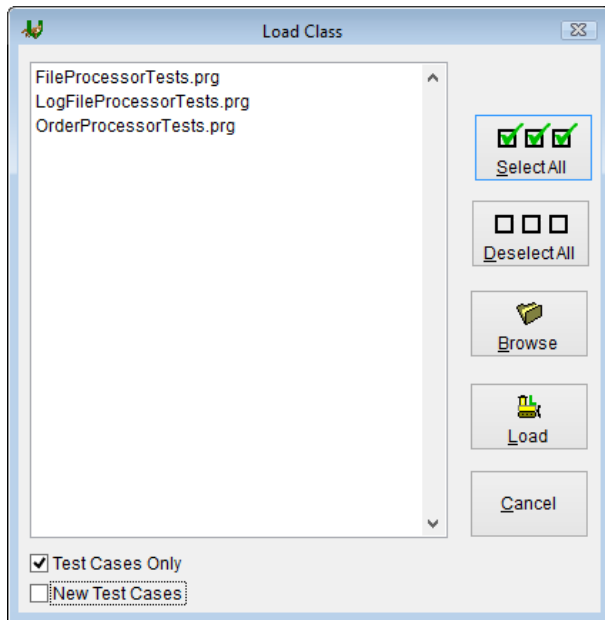 Load Class
FileProcessorTests.prg
LogFileProcessorTests.prg
OrderProcessorTests.prg
Select All
Deselect All
Browse
Load
Cancel
Test Cases Only
New Test Cases